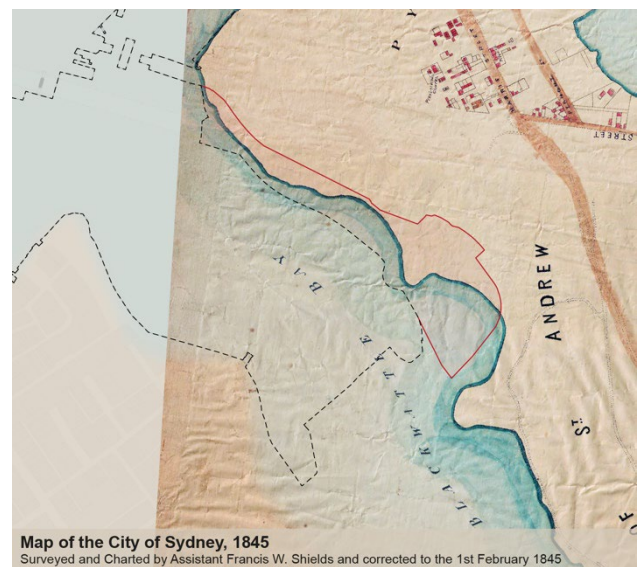 P Y
STREET
ANDREW
ST.
OF
BLACKWATTLE
BAY
Map of the City of Sydney, 1845
Surveyed and Charted by Assistant Francis W. Shields and corrected to the 1st February 1845